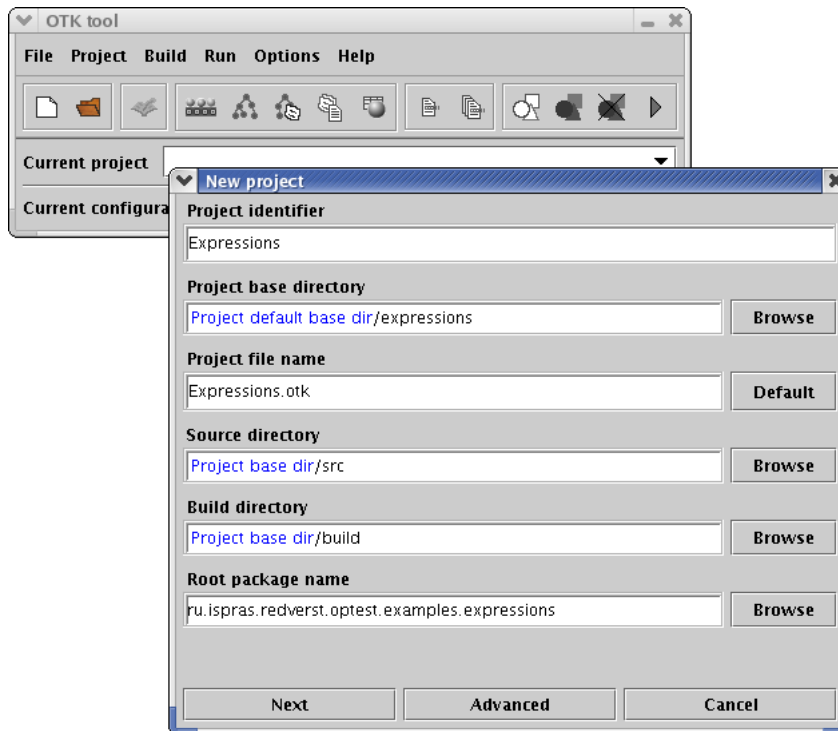 OTK tool
File Project Build Run Options Help
Current project
Current configura
New project
Project identifier
Expressions
Project base directory
Project default base dir/expressions
Browse
Project file name
Expressions.otk
Default
Source directory
Project base dir/src
Browse
Build directory
Project base dir/build
Browse
Root package name
ru.ispras.redverst.optest.examples.expressions
Browse
Next Advanced Cancel